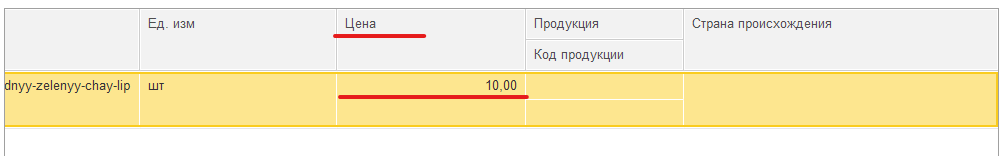 Ед. изм Цена Продукция Страна происхождения
Код продукции
dnyy-zelenyy-chay-lip шт 10,00